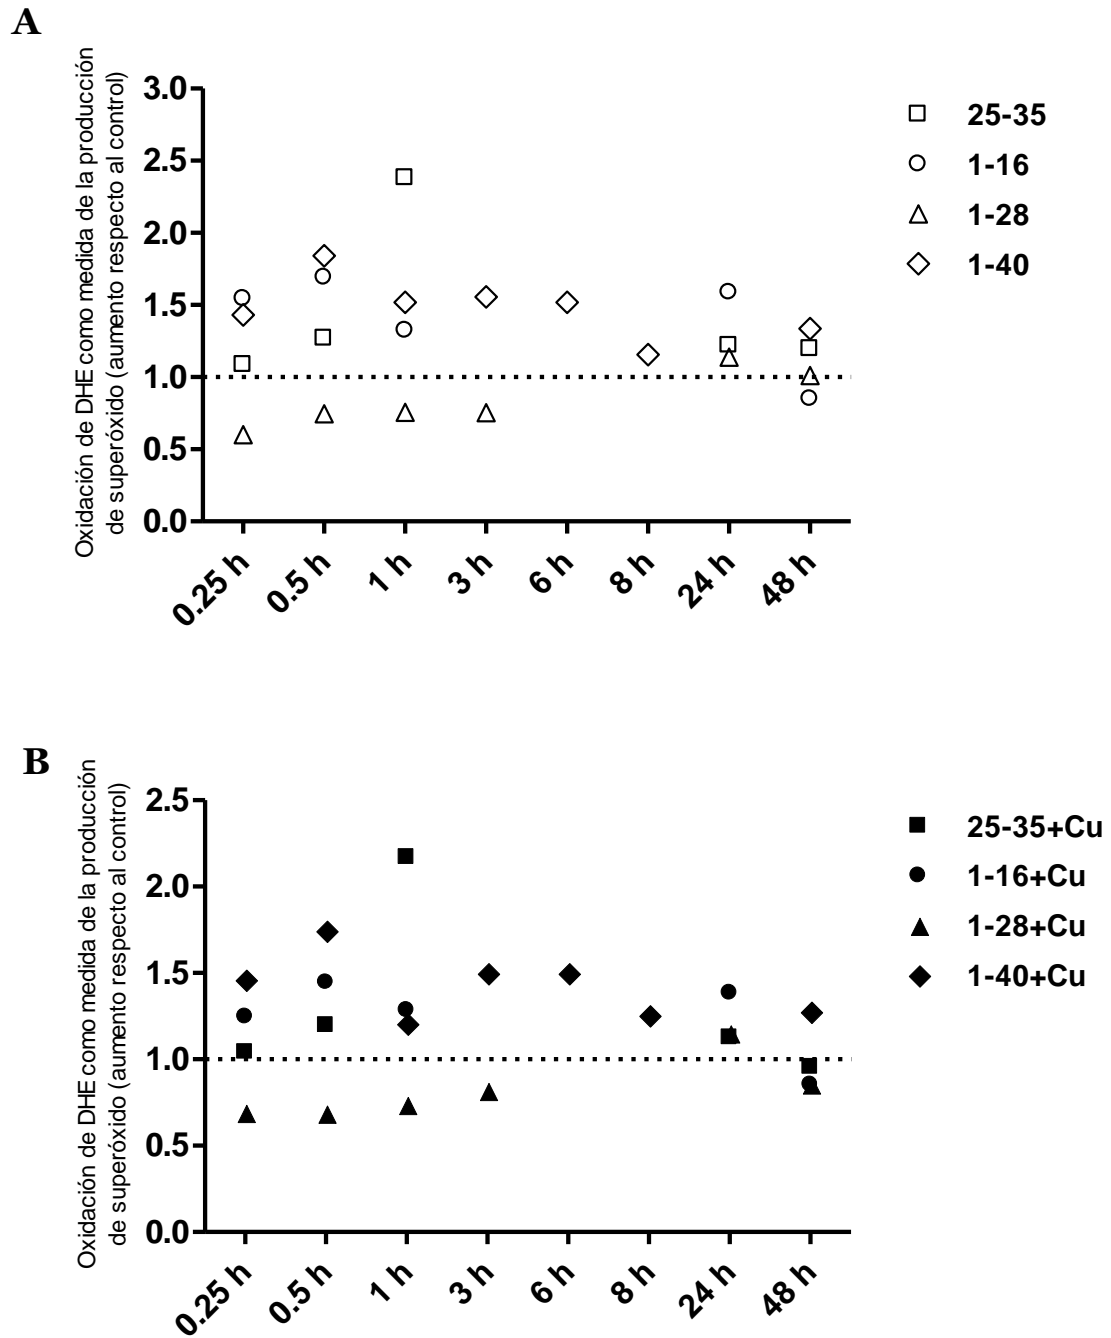 A
Oxidación de DHE como medida de la producción
de superóxido (aumento respecto al control)
3.0
2.5
2.0
1.5
1.0
0.5
0.0
0.25 h
0.5 h
1 h
3 h
6 h
8 h
24 h
48 h
25-35
1-16
1-28
1-40
B
Oxidación de DHE como medida de la producción
de superóxido (aumento respecto al control)
2.5
2.0
1.5
1.0
0.5
0.0
0.25 h
0.5 h
1 h
3 h
6 h
8 h
24 h
48 h
25-35+Cu
1-16+Cu
1-28+Cu
1-40+Cu